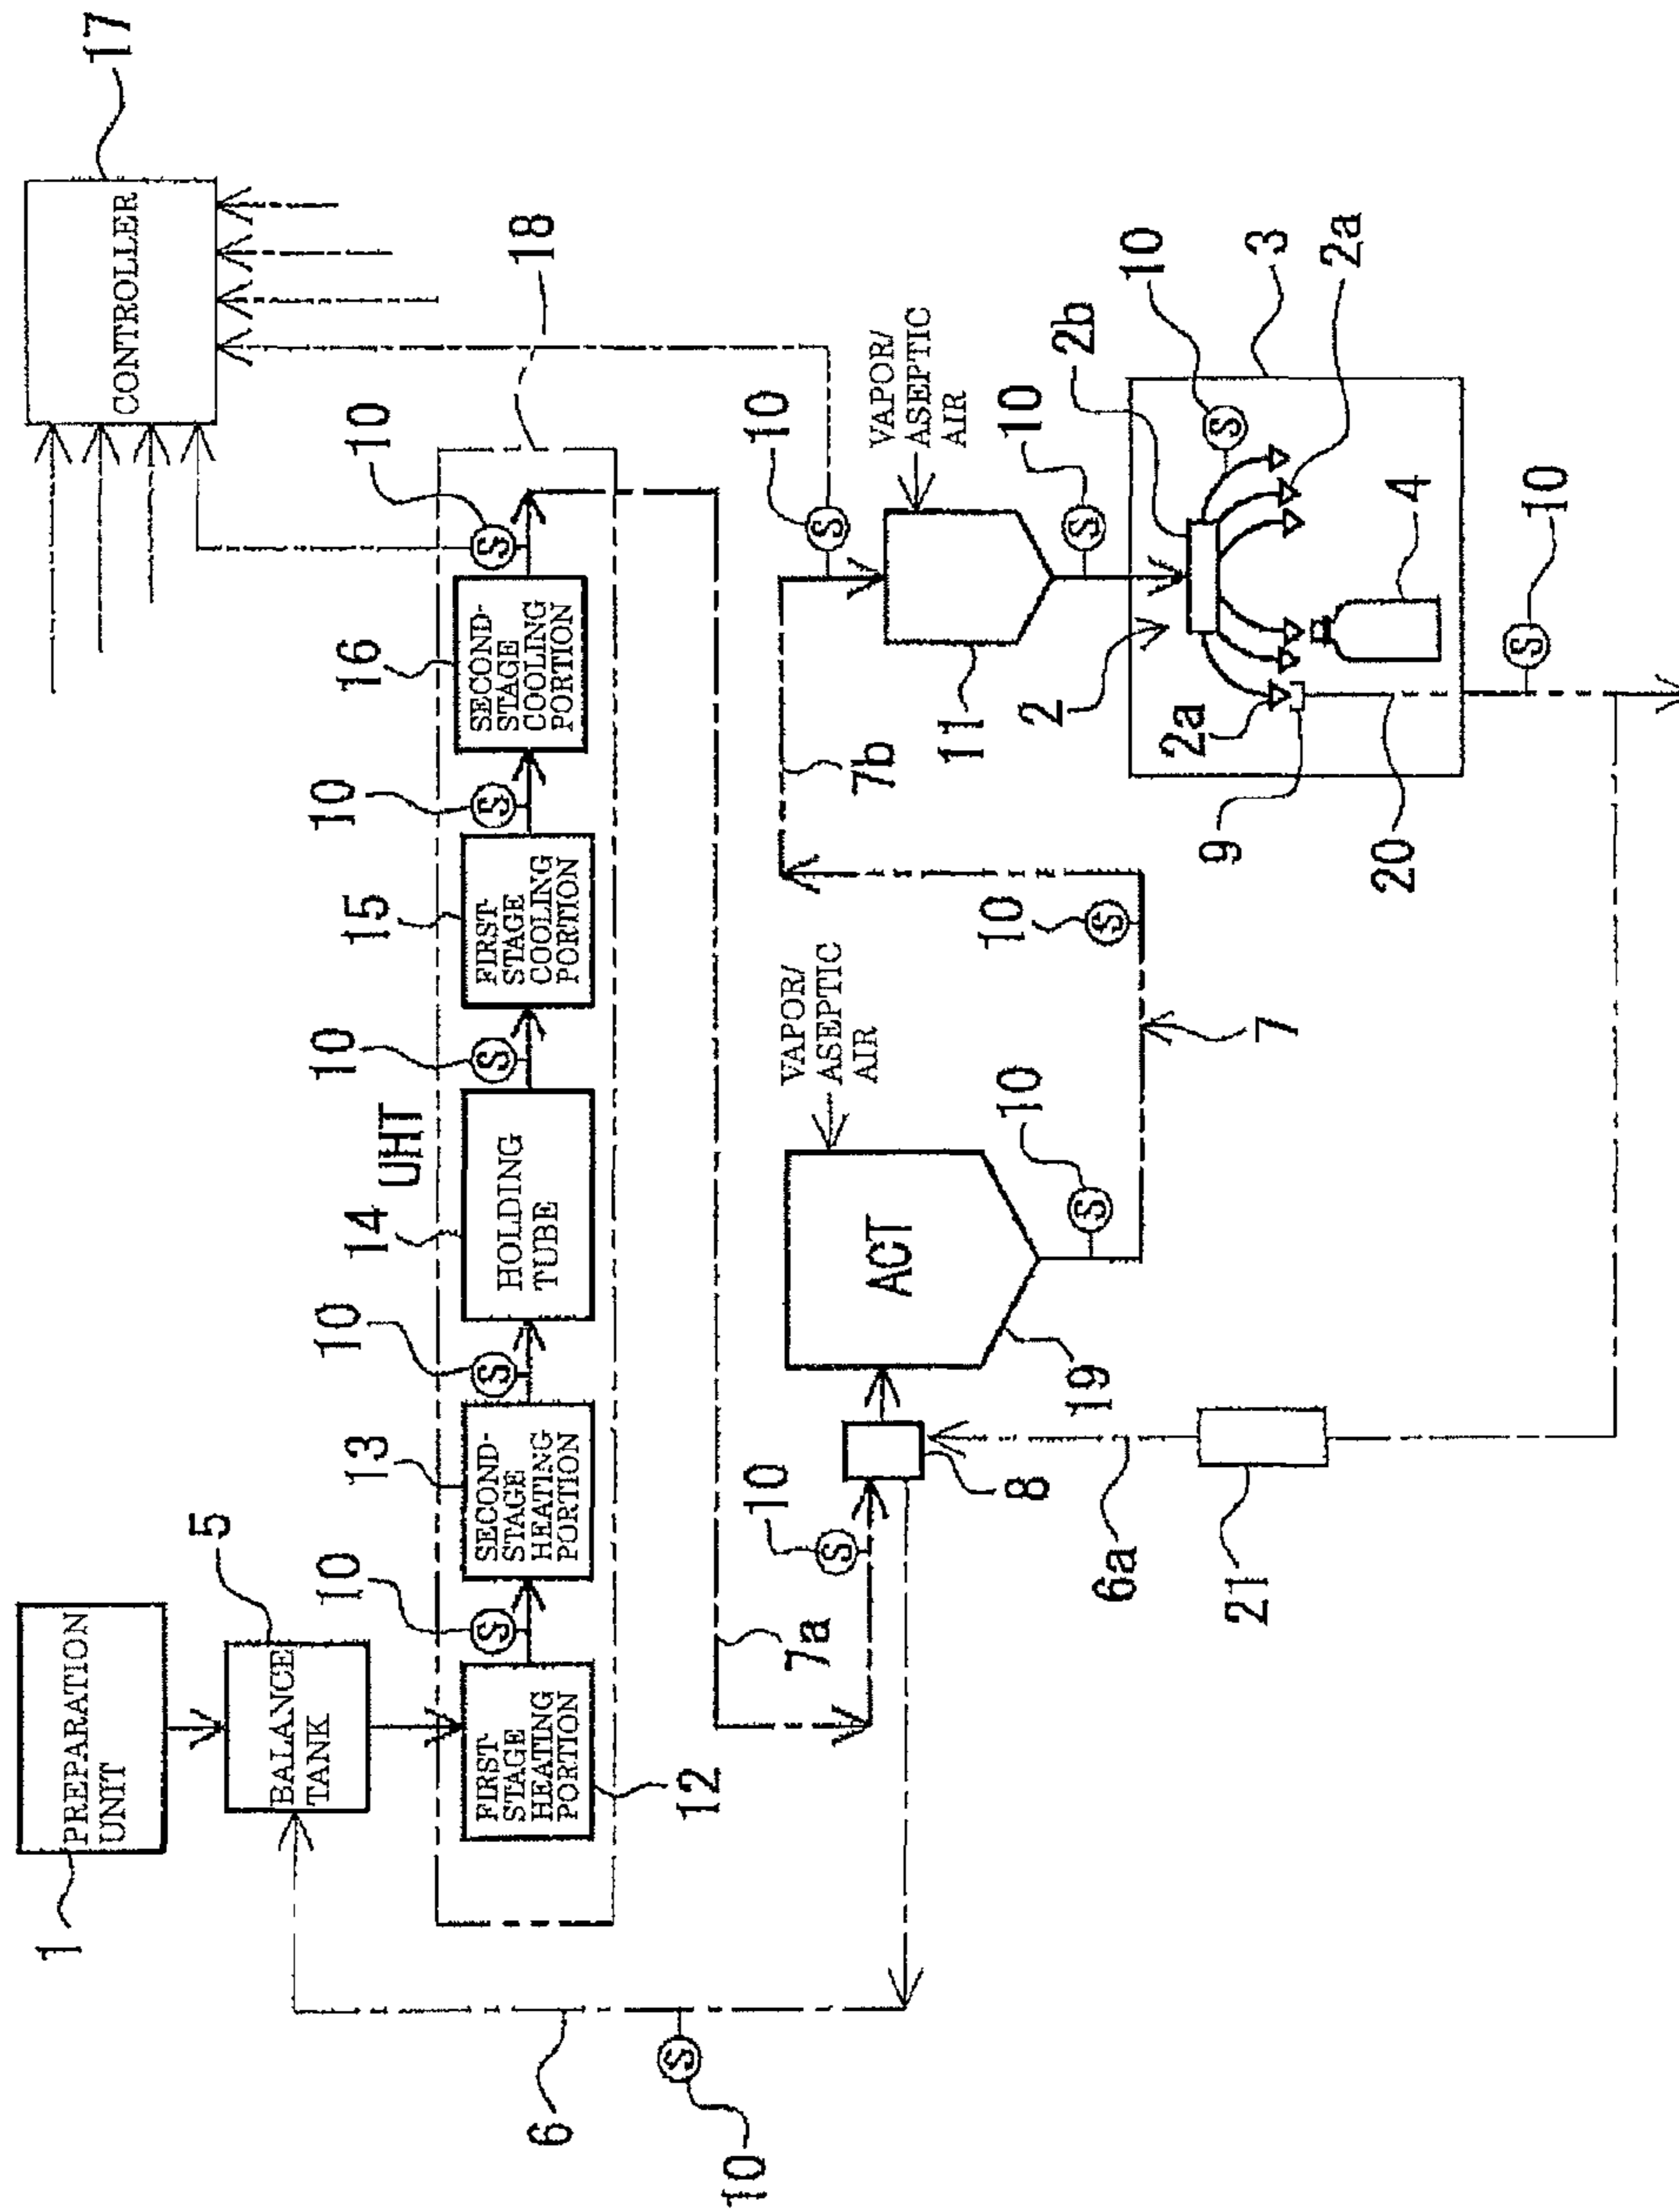 17
CONTROLLER
18
1
PREPARATION
UNIT
5
BALANCE
TANK
UHT
12
FIRST-
STAGE
HEATING
PORTION
10
S
13
SECOND-
STAGE
HEATING
PORTION
10
S
14
HOLDING
TUBE
10
S
15
FIRST-
STAGE
COOLING
PORTION
10
S
16
SECOND-
STAGE
COOLING
PORTION
10
S
6
10
S
7a
10
S
8
6a
21
ACT
19
VAPOR/
ASEPTIC
AIR
10
S
7
10
S
7b
10
S
VAPOR/
ASEPTIC
AIR
11
10
S
2
2b
10
S
3
2a
2a
4
9
20
10
S